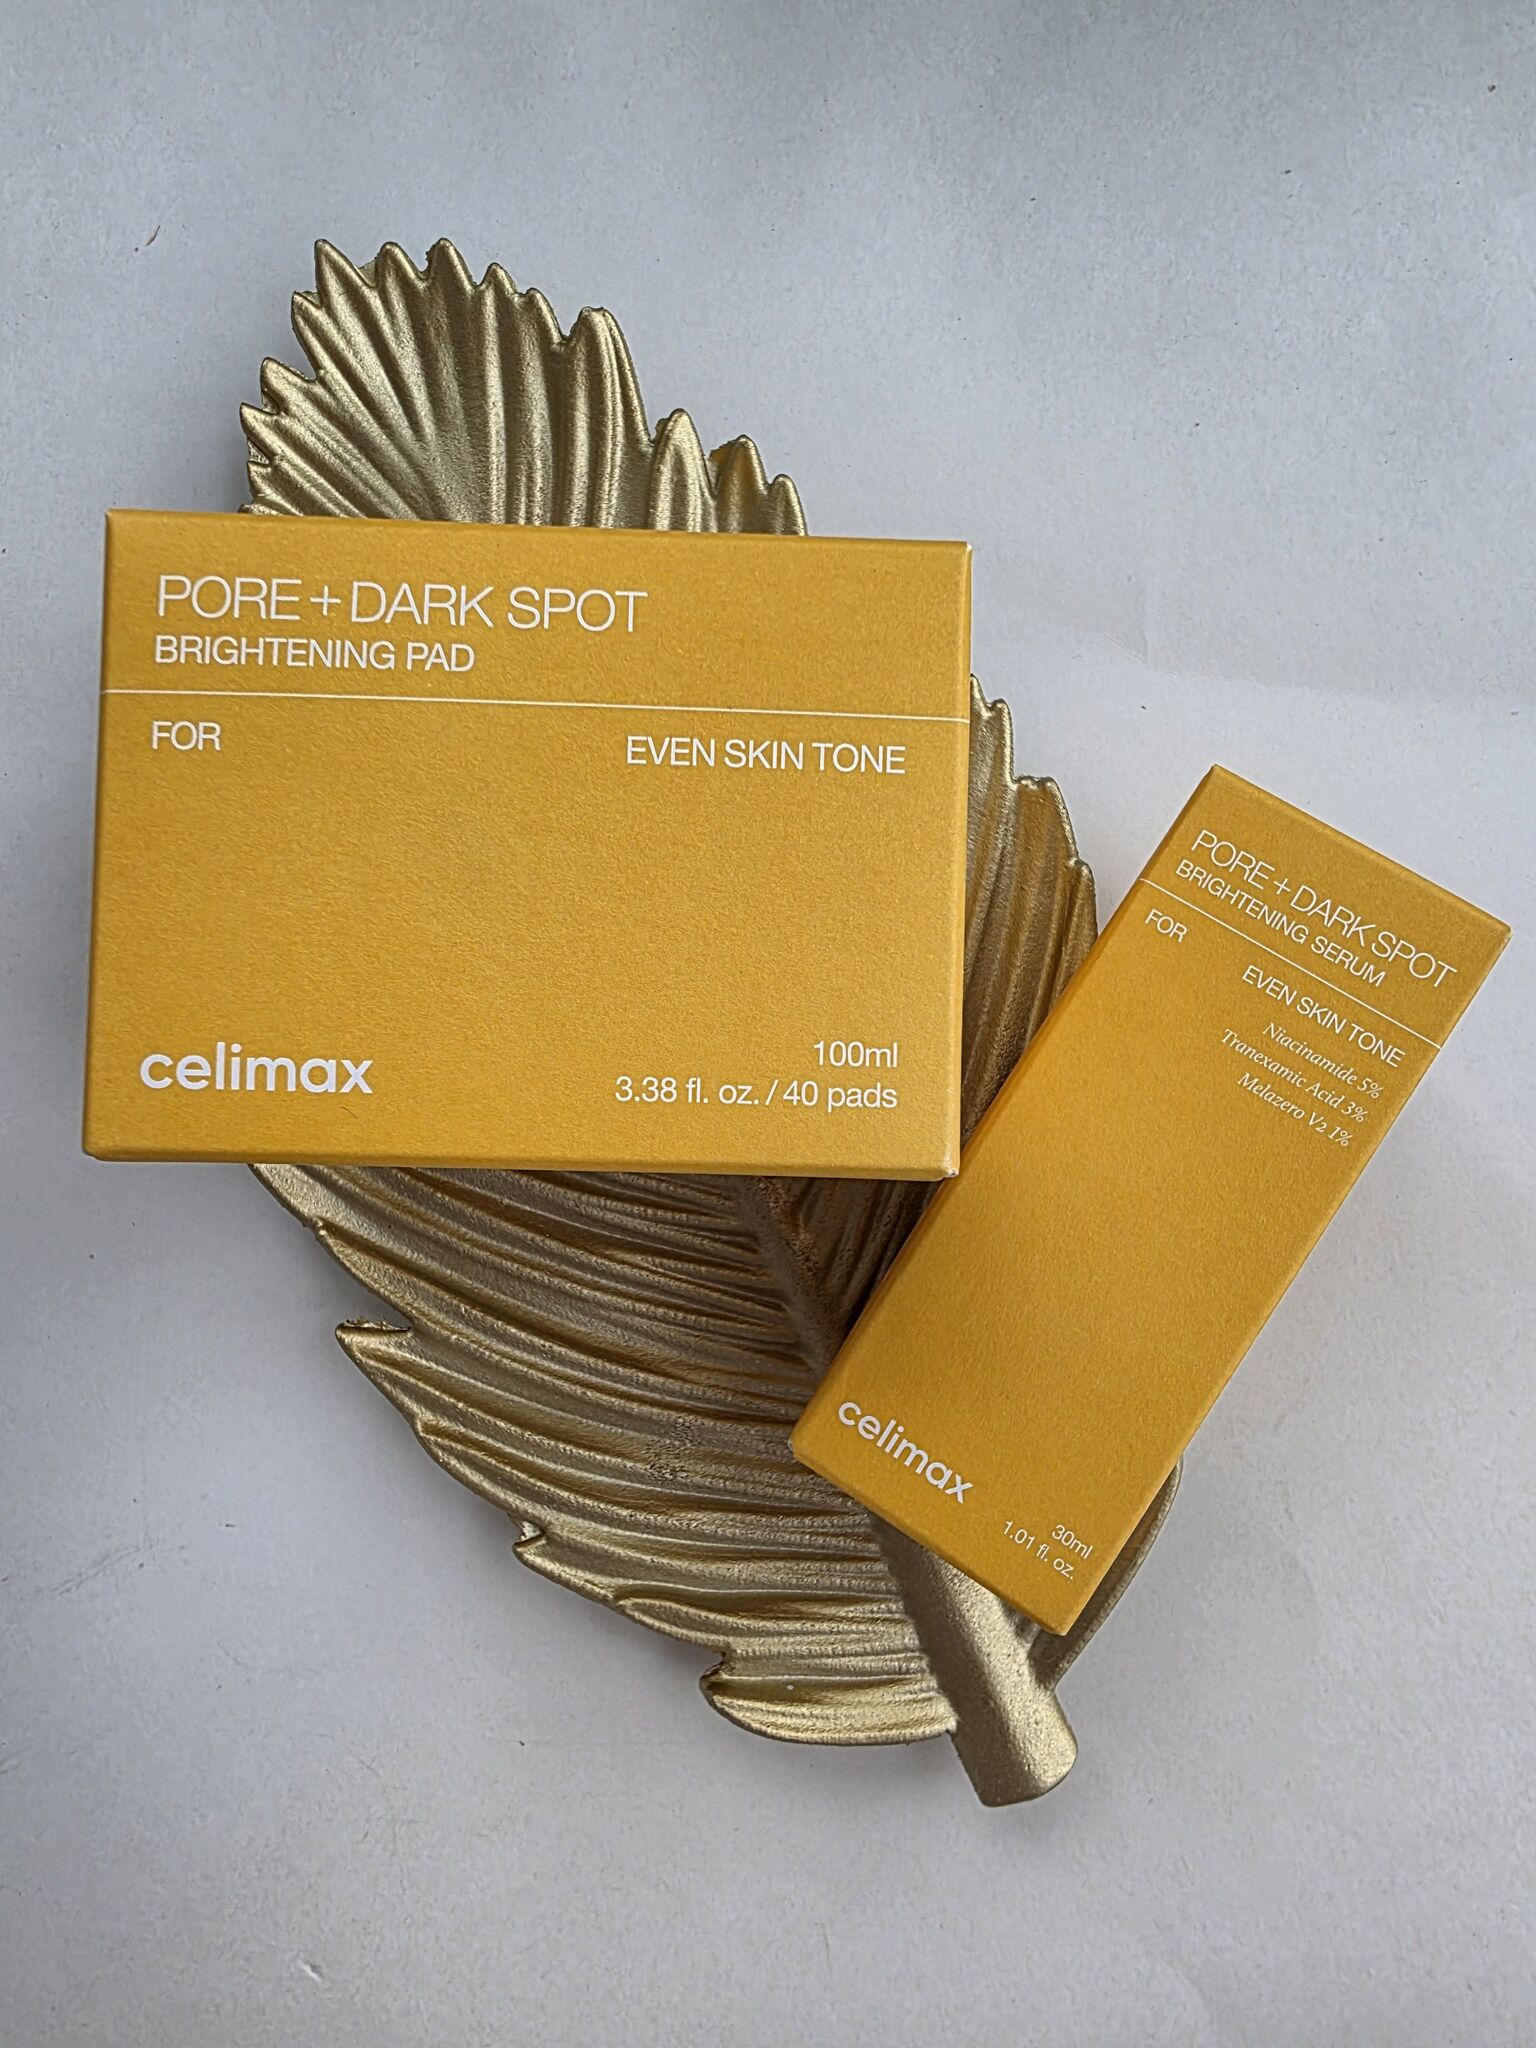 PORE + DARK SPOT
BRIGHTENING PAD
FOR EVEN SKIN TONE
celimax
100ml
3.38 fl. oz. / 40 pads
PORE + DARK SPOT
BRIGHTENING SERUM
FOR
EVEN SKIN TONE
Niacinamide 5%
Tranexamic Acid 3%
Melazero V2 1%
celimax
30ml
1.01 fl. oz.